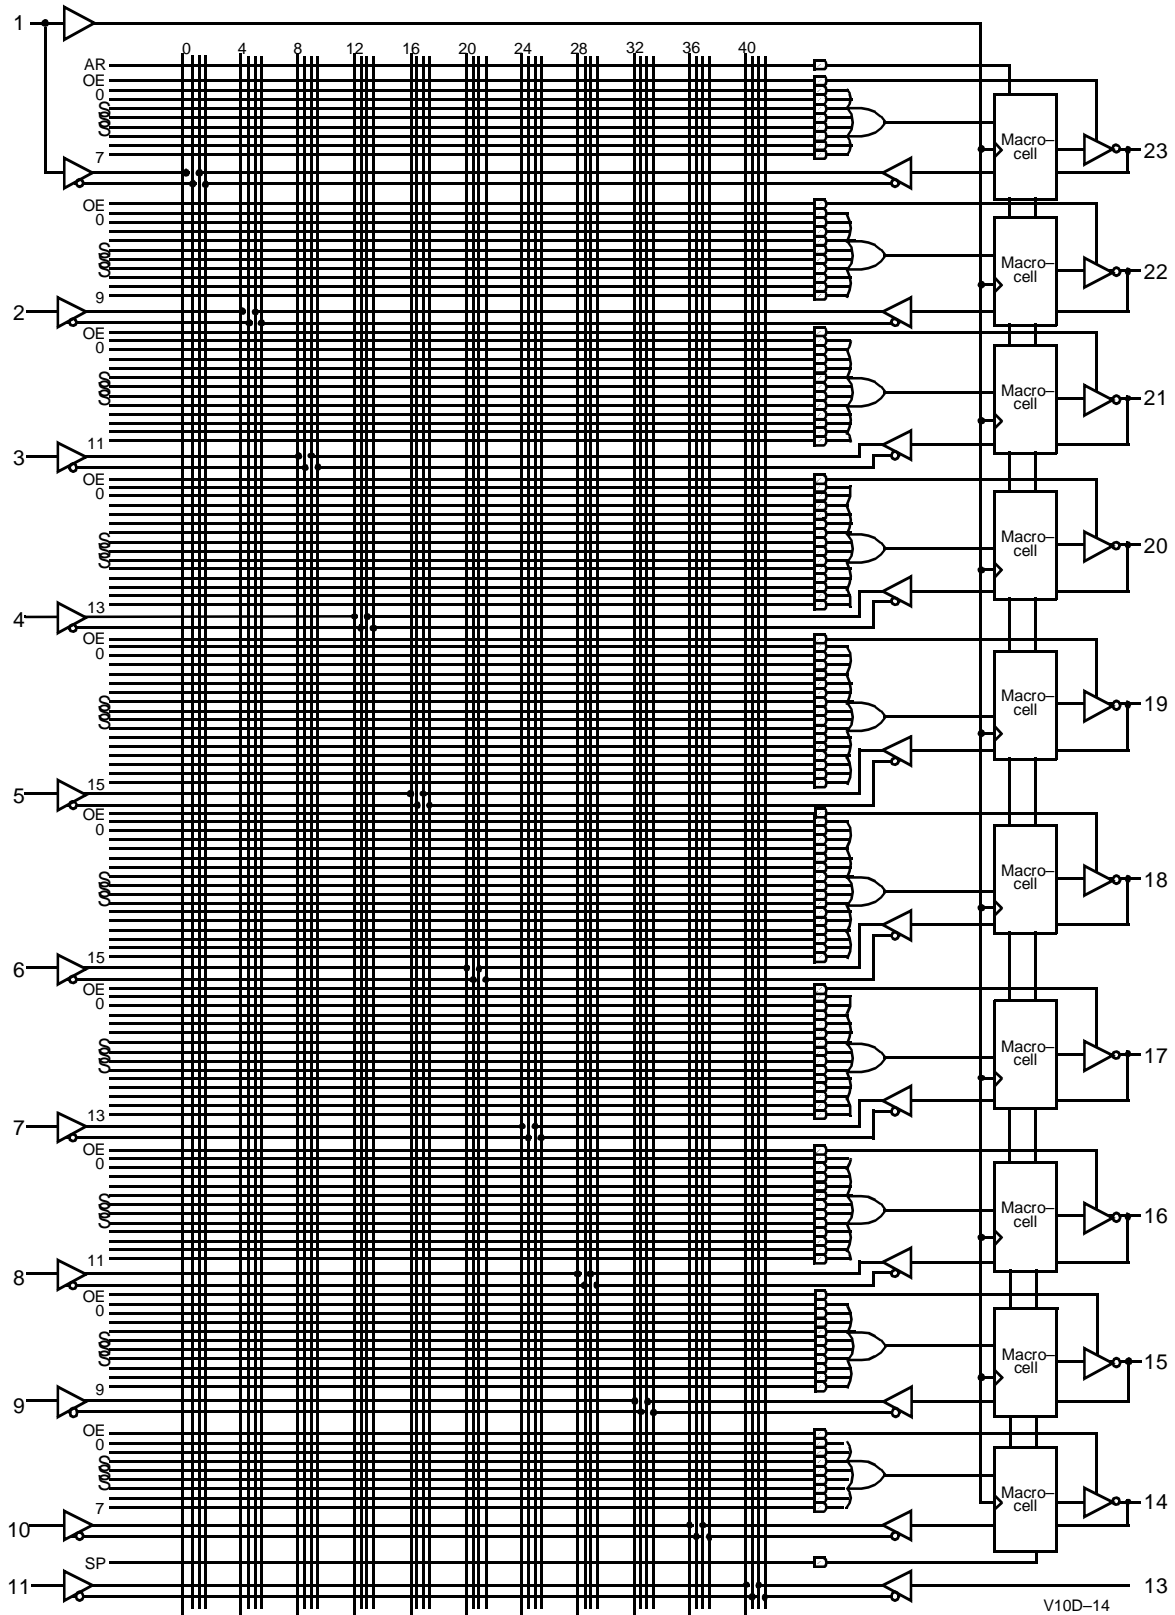 1
0 4 8 12 16 20 24 28 32 36 40
AR
OE
0
S
S
S
Macro–
cell
23
7
OE
0
S
S
S
Macro–
cell
22
2
9
OE
0
S
S
S
Macro–
cell
21
3
11
OE
0
S
S
S
Macro–
cell
20
4
13
OE
0
S
S
S
Macro–
cell
19
5
15
OE
0
S
S
S
Macro–
cell
18
6
15
OE
0
S
S
S
Macro–
cell
17
7
13
OE
0
S
S
S
Macro–
cell
16
8
11
OE
0
S
S
S
Macro–
cell
15
9
9
OE
0
S
S
S
Macro–
cell
14
7
10
SP
11 13
V10D–14